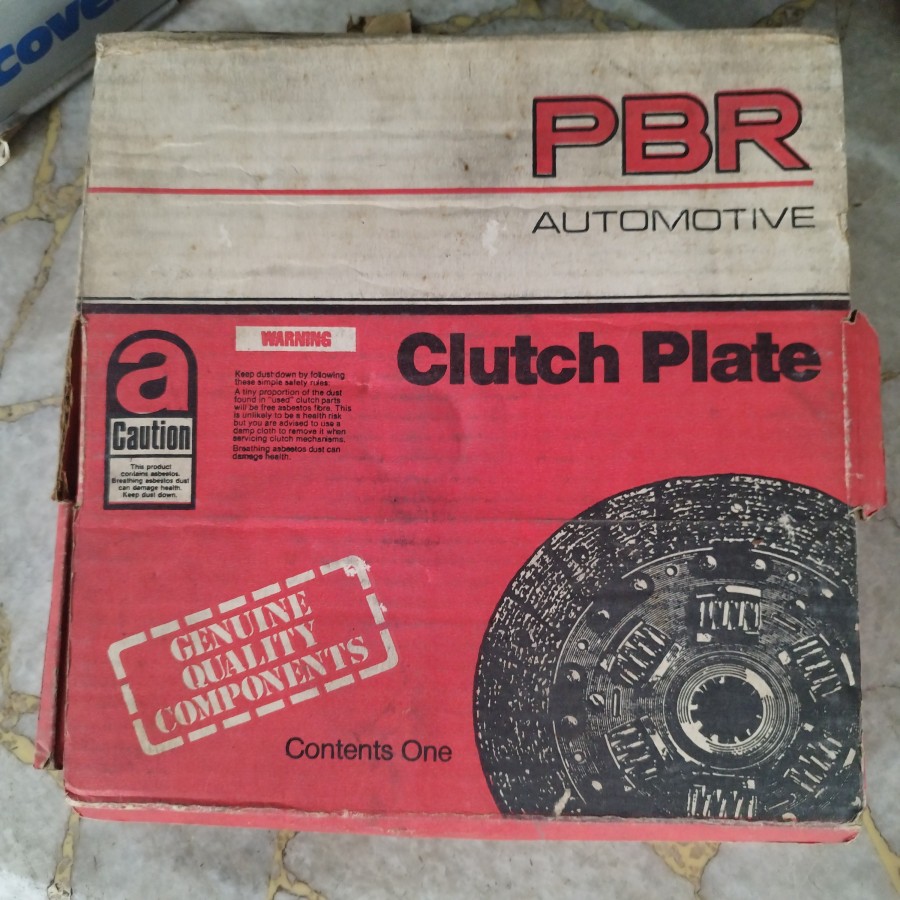 cove
PBR
AUTOMOTIVE
Clutch Plate
a
Caution
This product
contains asbestos.
Breathing asbestos dust
can damage health.
Keep dust down.
WARNING
Keep dust down by following
these simple safety rules:
A tiny proportion of the dust
found in "used" clutch parts
will be free asbestos fibre. This
is unlikely to be a health risk
but you are advised to use a
damp cloth to remove it when
servicing clutch mechanisms.
Breathing asbestos dust can
damage health.
GENUINE
QUALITY
COMPONENTS
Contents One